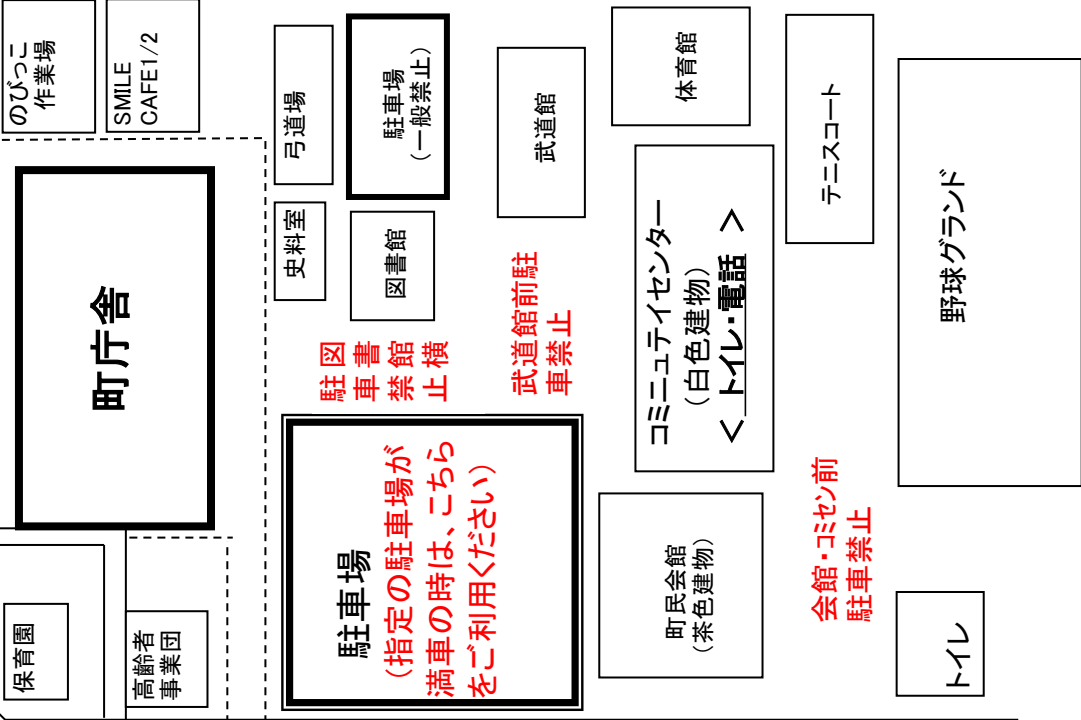 保育園
高齢者
事業団
町庁舎
のびっこ
作業場
SMILE
CAFE1/2
史料室
弓道場
駐車場
(指定の駐車場が
満車の時は、こちら
をご利用ください)
図書館横
駐車禁止
図書館
駐車場
(一般禁止)
武道館前駐
車禁止
武道館
町民会館
(茶色建物)
コミニュテイセンター
(白色建物)
< トイレ・電話 >
体育館
会館・コミセン前
駐車禁止
テニスコート
トイレ
野球グランド